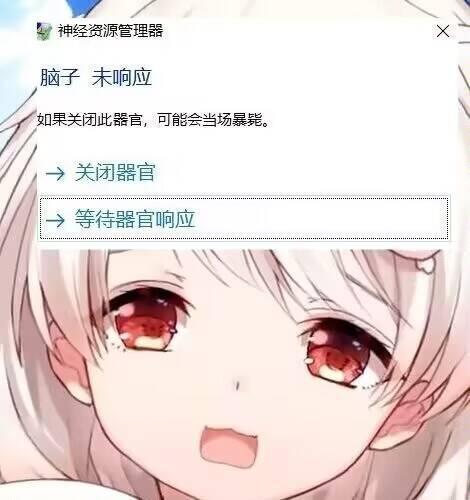 神经资源管理器
脑子 未响应
如果关闭此器官，可能会当场暴毙。
→ 关闭器官
→ 等待器官响应